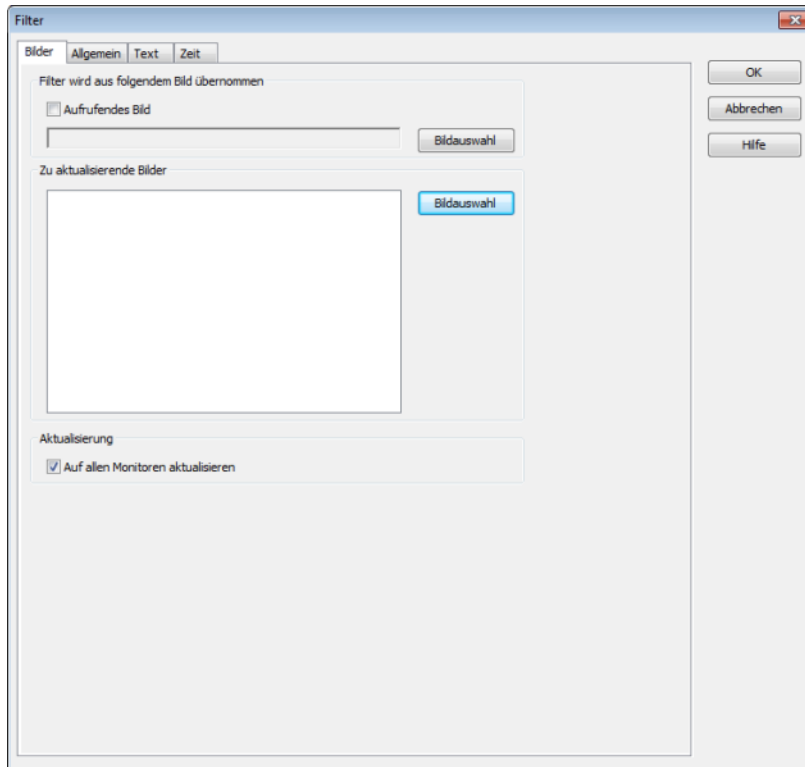 Filter
Bilder Allgemein Text Zeit
Filter wird aus folgendem Bild übernommen
Aufrufendes Bild
Bildauswahl
Zu aktualisierende Bilder
Bildauswahl
Aktualisierung
Auf allen Monitoren aktualisieren
OK
Abbrechen
Hilfe